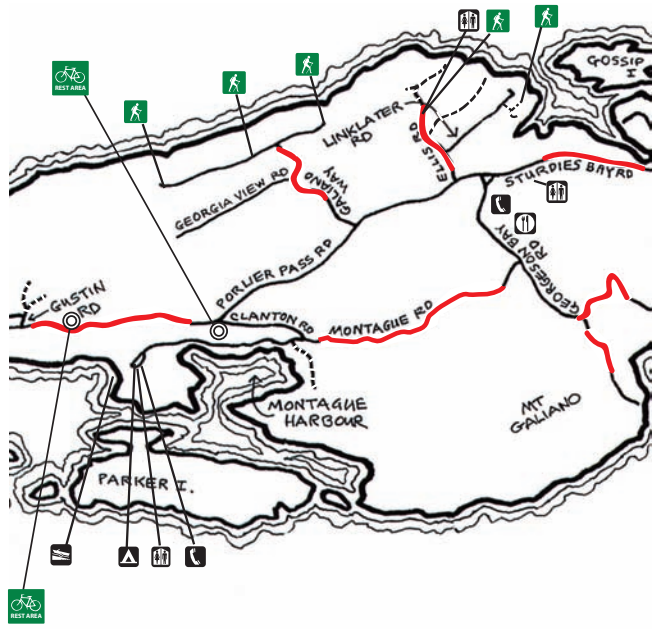 GOSSIP
I.
REST AREA
LINKLATER
RD
ELLIS RD
STURDIES BAY RD
GALIANO
WAY
GEORGIA VIEW RD
GEORGESON BAY
RD
PORLIER PASS RD
GUSTIN
RD
CLANTON RD
MONTAGUE RD
MONTAGUE
HARBOUR
MT
GALIANO
PARKER I.
REST AREA